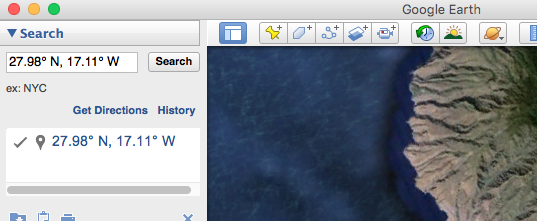 Google Earth
Search
27.98° N, 17.11° W
Search
ex: NYC
Get Directions
History
27.98° N, 17.11° W